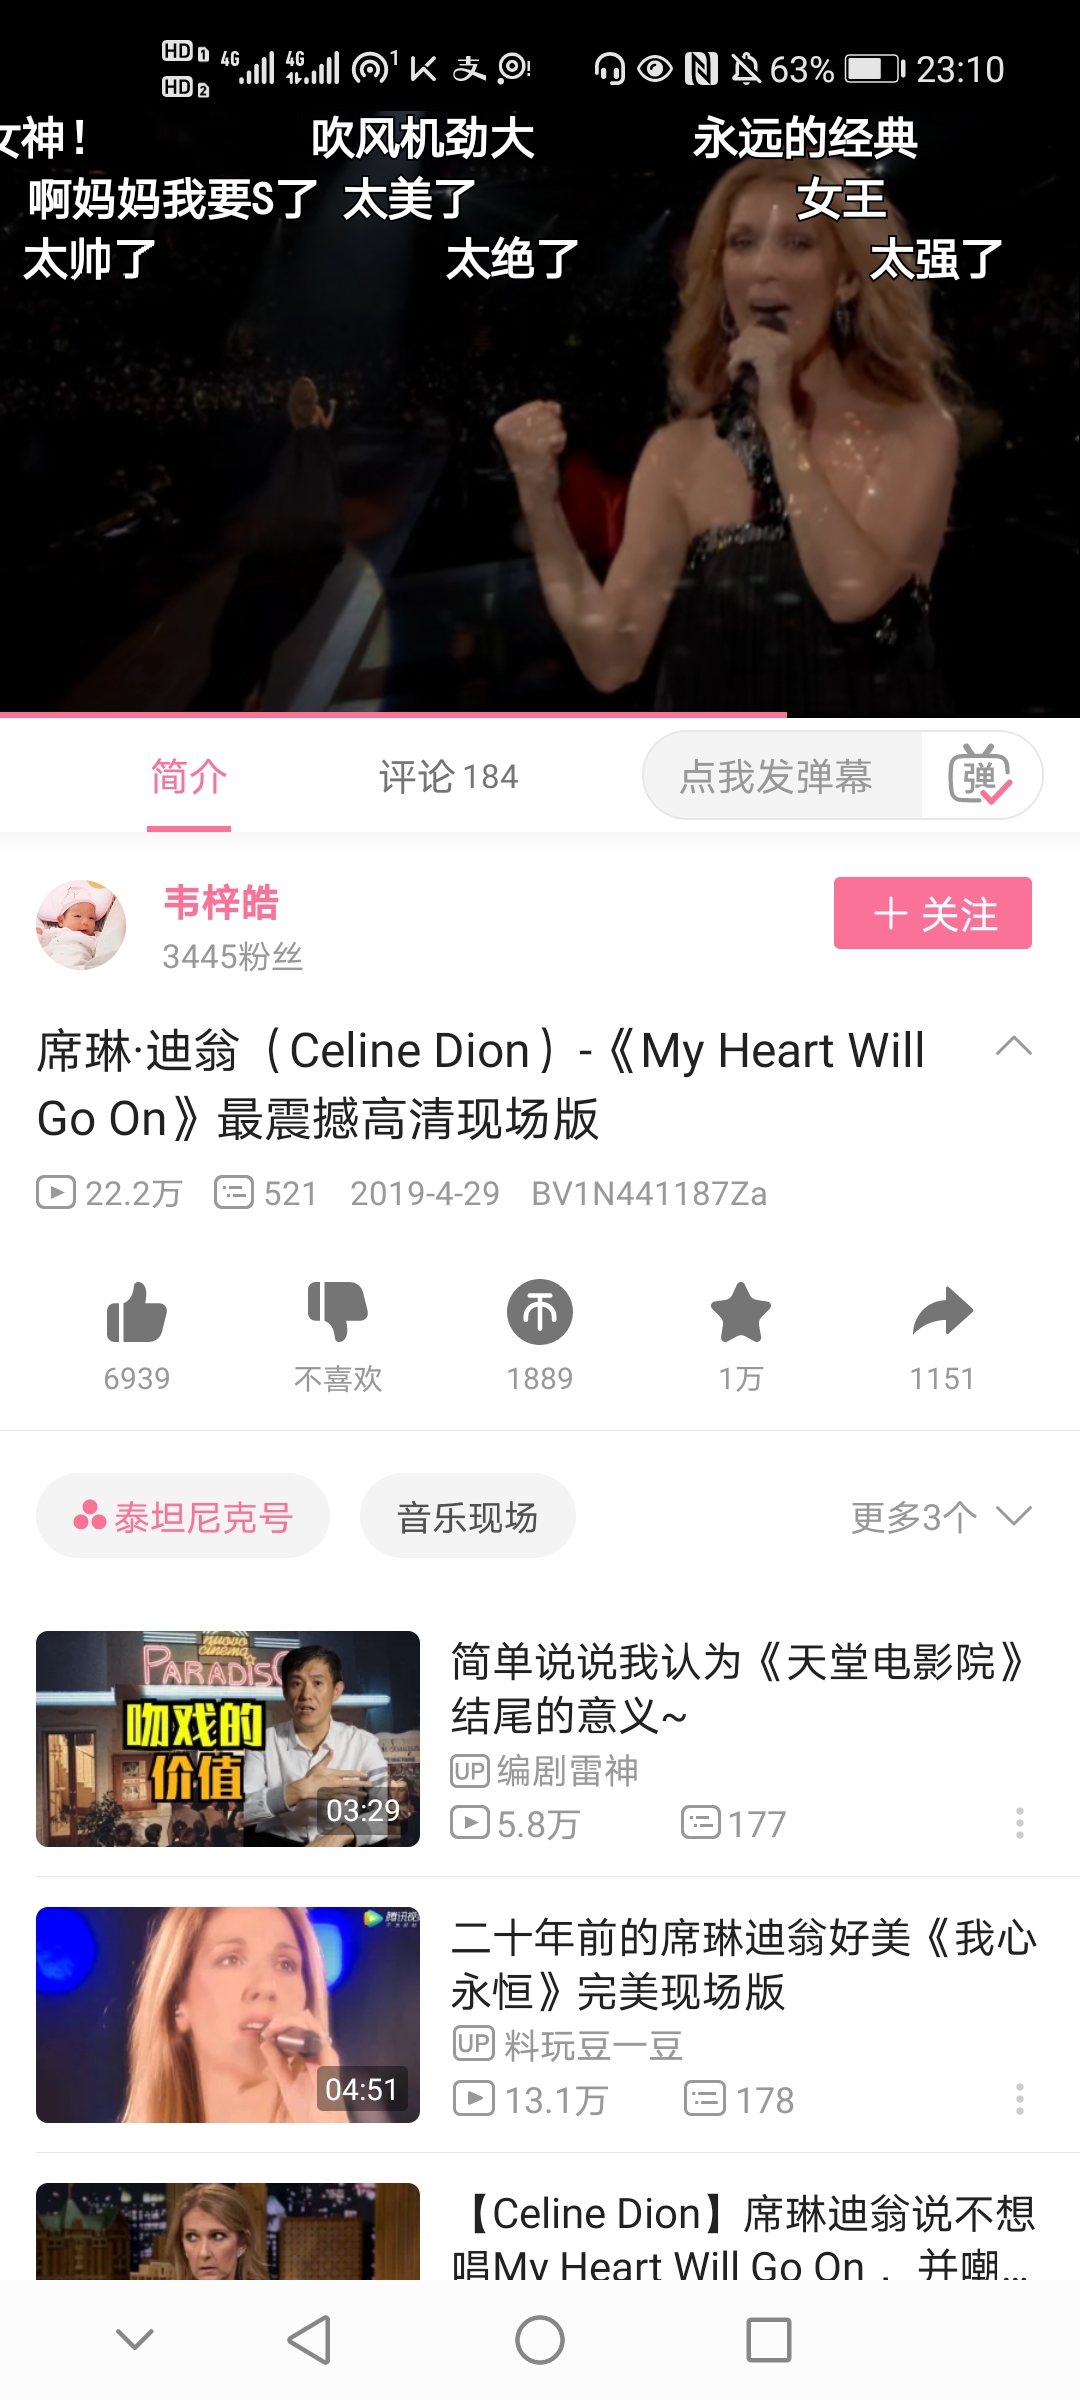 HD 1 4G 4G 1 支 63% 23:10
HD 2
女神！ 吹风机劲大 永远的经典
啊妈妈我要S了 太美了 女王
太帅了 太绝了 太强了
简介 评论 184 点我发弹幕 弹
韦梓皓
3445粉丝
＋ 关注
席琳·迪翁（Celine Dion）-《My Heart Will
Go On》最震撼高清现场版
22.2万 521 2019-4-29 BV1N441187Za
6939 不喜欢 1889 1万 1151
泰坦尼克号 音乐现场 更多3个
nuovo
cinema
PARADISO
吻戏的
价值
03:29
简单说说我认为《天堂电影院》
结尾的意义~
UP 编剧雷神
5.8万 177
腾讯视
04:51
二十年前的席琳迪翁好美《我心
永恒》完美现场版
UP 料玩豆一豆
13.1万 178
【Celine Dion】席琳迪翁说不想
唱My Heart Will Go On ，并嘲...